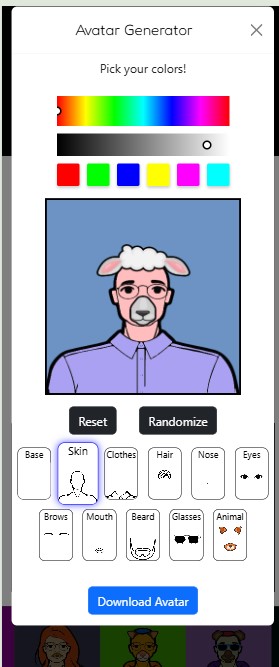 Avatar Generator
Pick your colors!
Reset Randomize
Base Skin Clothes Hair Nose Eyes
Brows Mouth Beard Glasses Animal
Download Avatar